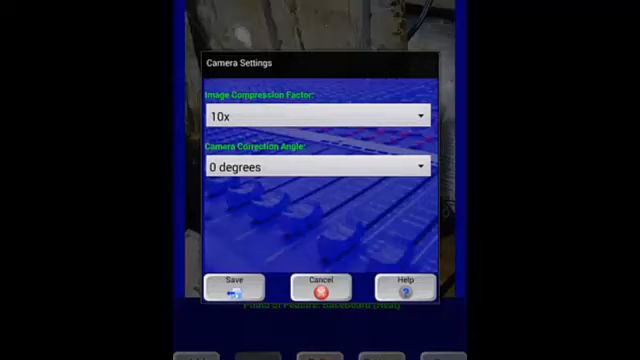 Camera Settings
Image Compression Factor:
10x
Camera Correction Angle:
0 degrees
Save
Cancel
Help